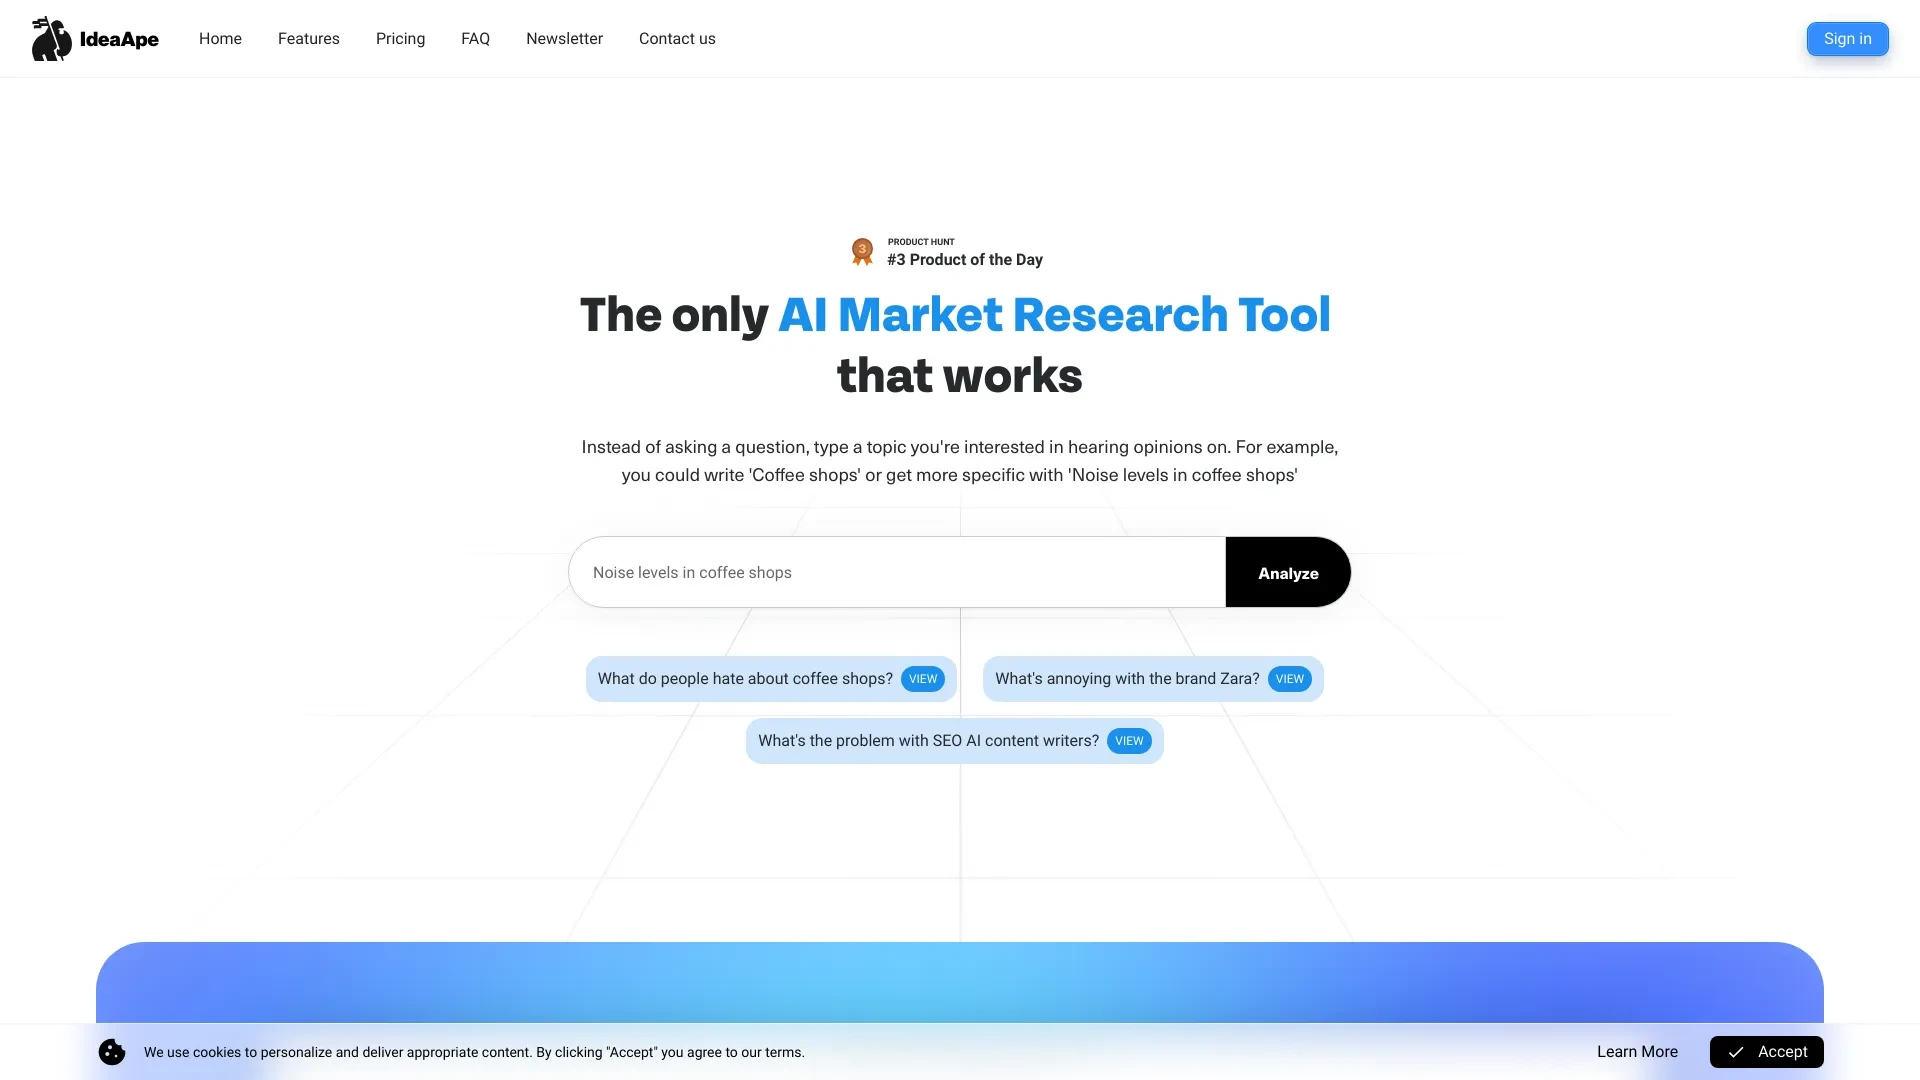 IdeaApe
Home
Features
Pricing
FAQ
Newsletter
Contact us
Sign in
3
PRODUCT HUNT
#3 Product of the Day
The only AI Market Research Tool
that works
Instead of asking a question, type a topic you're interested in hearing opinions on. For example,
you could write 'Coffee shops' or get more specific with 'Noise levels in coffee shops'
Noise levels in coffee shops
Analyze
What do people hate about coffee shops? VIEW
What's annoying with the brand Zara? VIEW
What's the problem with SEO AI content writers? VIEW
We use cookies to personalize and deliver appropriate content. By clicking "Accept" you agree to our terms.
Learn More
Accept